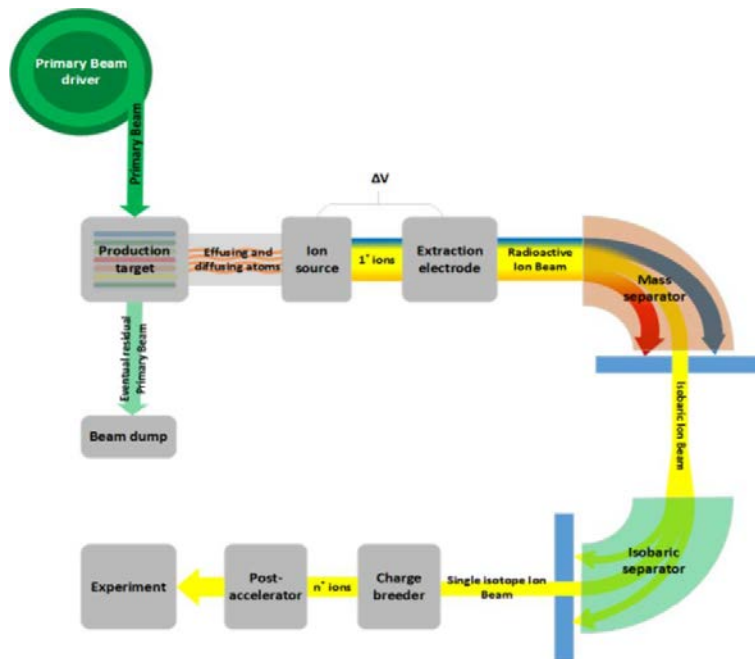 Primary Beam
driver
Primary Beam
ΔV
Production
target
Effusing and
diffusing atoms
Ion
source
1⁺ ions
Extraction
electrode
Radioactive
Ion Beam
Mass
separator
Eventual residual
Primary Beam
Beam dump
Isobaric Ion Beam
Isobaric
separator
Single isotope Ion
Beam
Charge
breeder
n⁺ ions
Post-
accelerator
Experiment